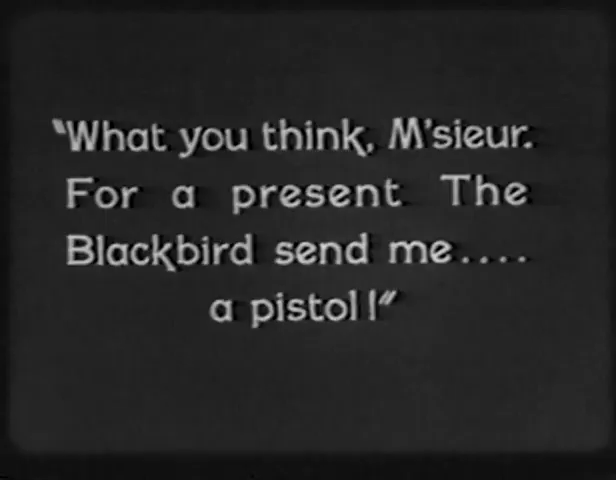 "What you think, M'sieur.
For a present The
Blackbird send me....
a pistol!"